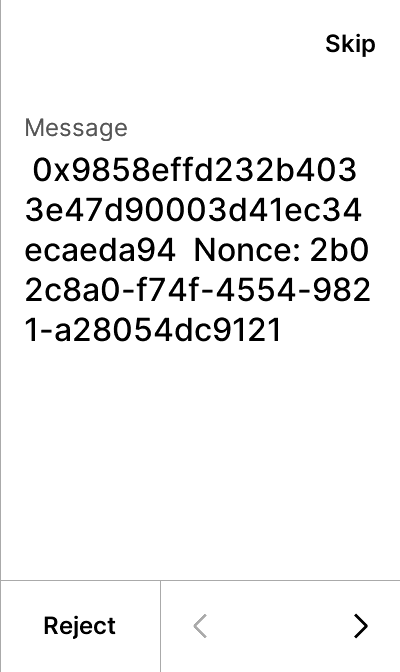 Skip
Message
0x9858effd232b403
3e47d90003d41ec34
ecaeda94  Nonce: 2b0
2c8a0-f74f-4554-982
1-a28054dc9121
Reject